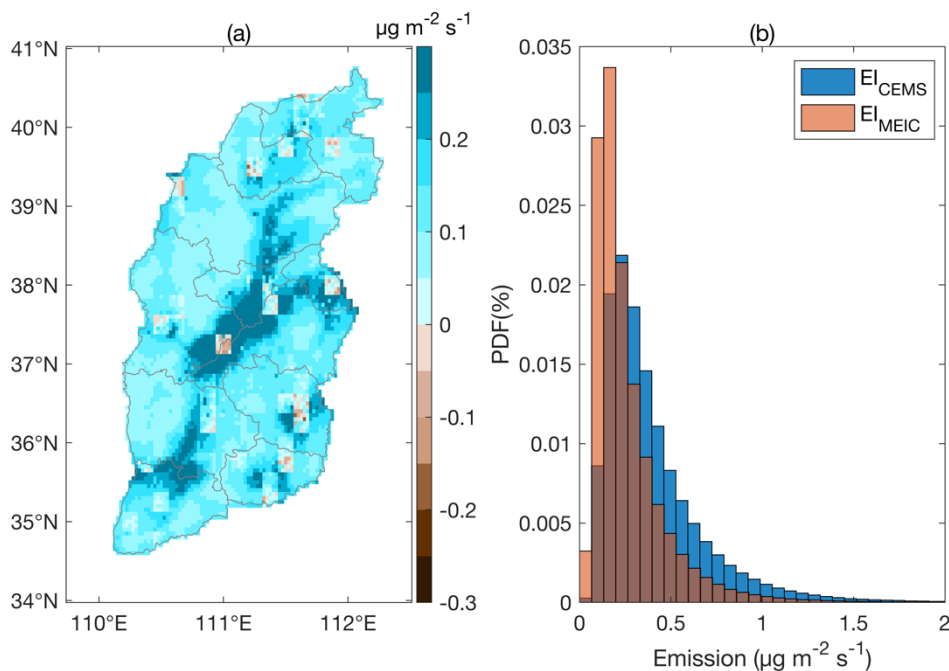 (a)
µg m-2 s-1
41°N
40°N
39°N
38°N
37°N
36°N
35°N
34°N
110°E
111°E
112°E
0.2
0.1
0
-0.1
-0.2
-0.3
(b)
0.035
0.03
0.025
0.02
0.015
0.01
0.005
0
PDF(%)
EI_CEMS
EI_MEIC
0
0.5
1
1.5
2
Emission (µg m-2 s-1)